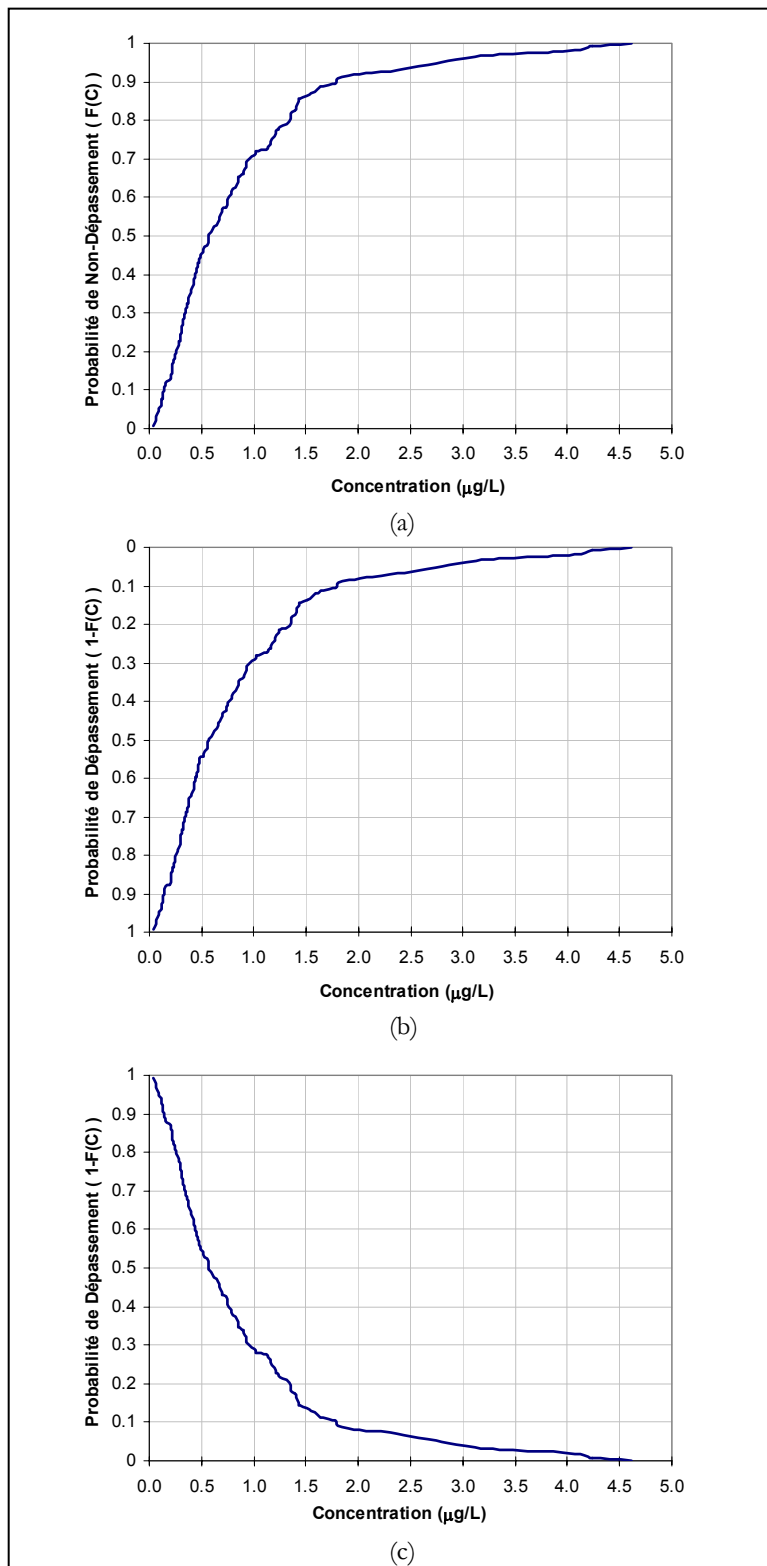 Probabilité de Non-Dépassement ( F(C))
1
0.9
0.8
0.7
0.6
0.5
0.4
0.3
0.2
0.1
0
0.0 0.5 1.0 1.5 2.0 2.5 3.0 3.5 4.0 4.5 5.0
Concentration (µg/L)
(a)
Probabilité de Dépassement ( 1-F(C) )
0
0.1
0.2
0.3
0.4
0.5
0.6
0.7
0.8
0.9
1
0.0 0.5 1.0 1.5 2.0 2.5 3.0 3.5 4.0 4.5 5.0
Concentration (µg/L)
(b)
Probabilité de Dépassement ( 1-F(C) )
1
0.9
0.8
0.7
0.6
0.5
0.4
0.3
0.2
0.1
0
0.0 0.5 1.0 1.5 2.0 2.5 3.0 3.5 4.0 4.5 5.0
Concentration (µg/L)
(c)